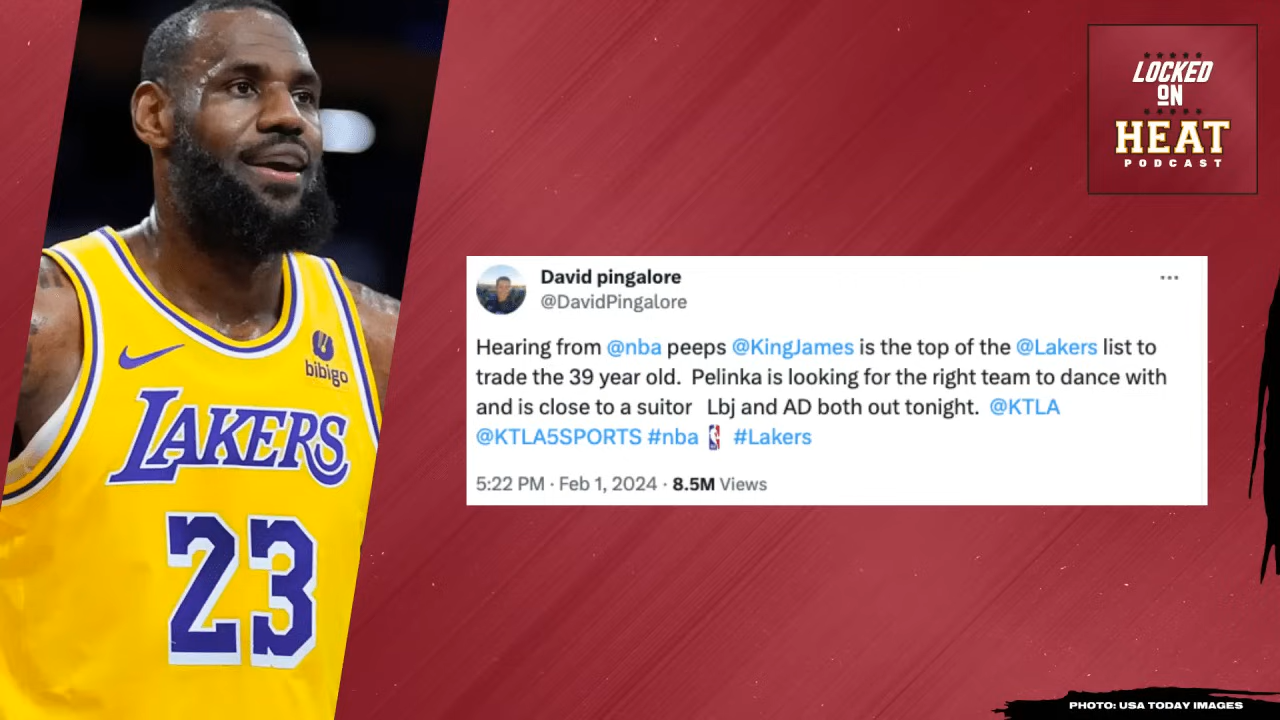 LOCKED
ON
HEAT
PODCAST
bibigo
LAKERS
23
David pingalore
@DavidPingalore
Hearing from @nba peeps @KingJames is the top of the @Lakers list to
trade the 39 year old.  Pelinka is looking for the right team to dance with
and is close to a suitor   Lbj and AD both out tonight.  @KTLA
@KTLA5SPORTS #nba #Lakers
5:22 PM · Feb 1, 2024 · 8.5M Views
PHOTO: USA TODAY IMAGES